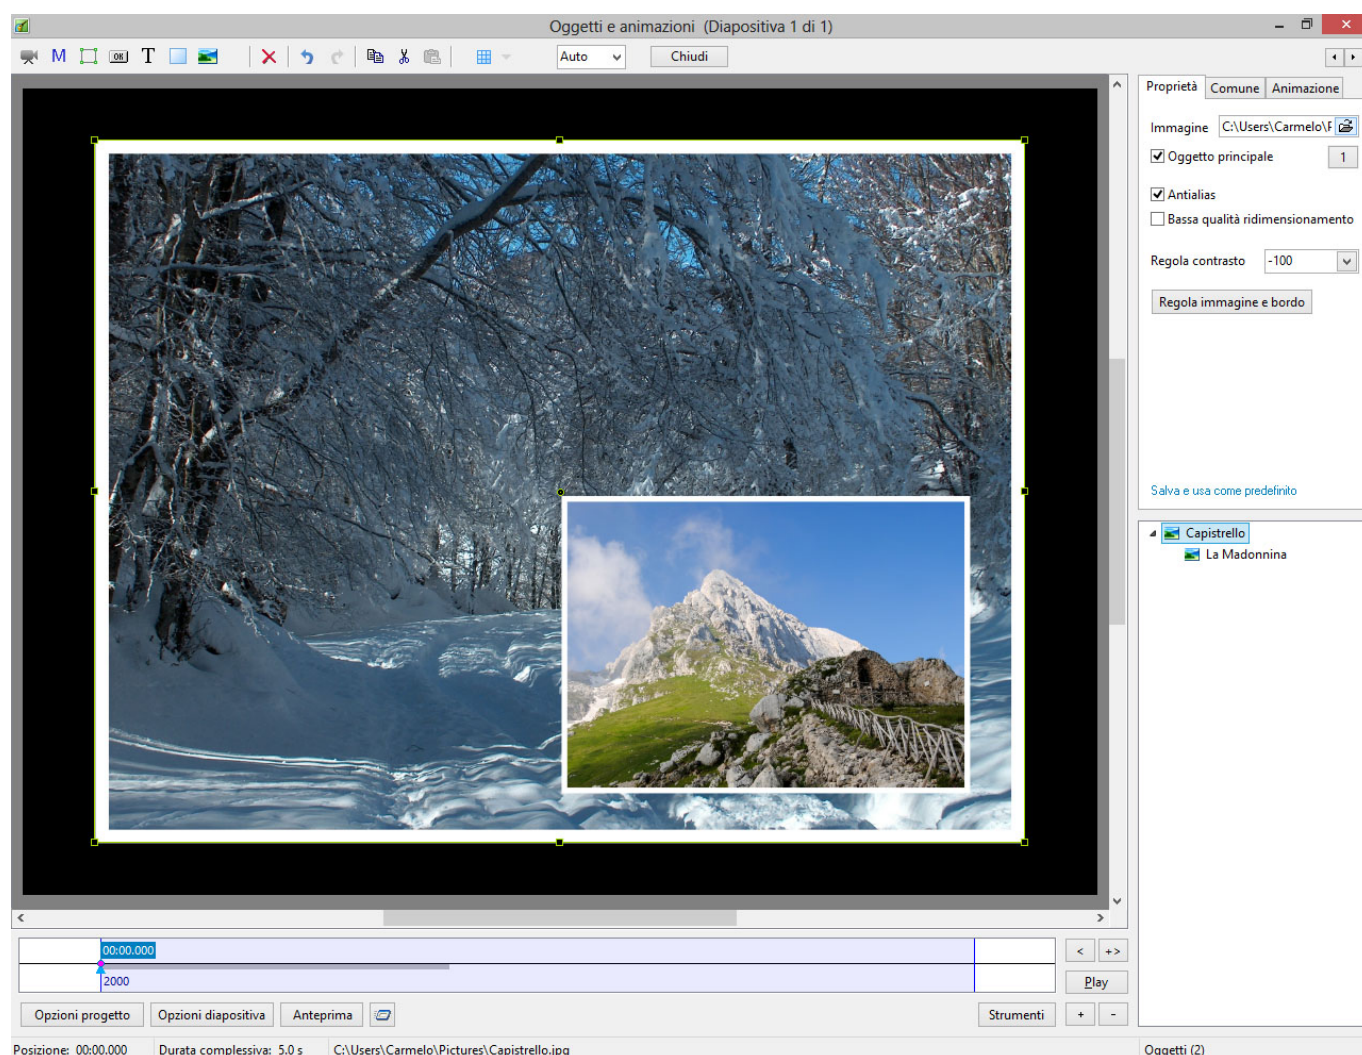 Oggetti e animazioni (Diapositiva 1 di 1)
M OK T Auto Chiudi
Proprietà Comune Animazione
Immagine C:\Users\Carmelo\
Oggetto principale 1
Antialias
Bassa qualità ridimensionamento
Regola contrasto -100
Regola immagine e bordo
Salva e usa come predefinito
Capistrello
La Madonnina
00:00.000
< +>
2000
Play
Opzioni progetto Opzioni diapositiva Anteprima Strumenti + -
Posizione: 00:00.000 Durata complessiva: 5.0 s C:\Users\Carmelo\Pictures\Capistrello.jpg Oggetti (2)